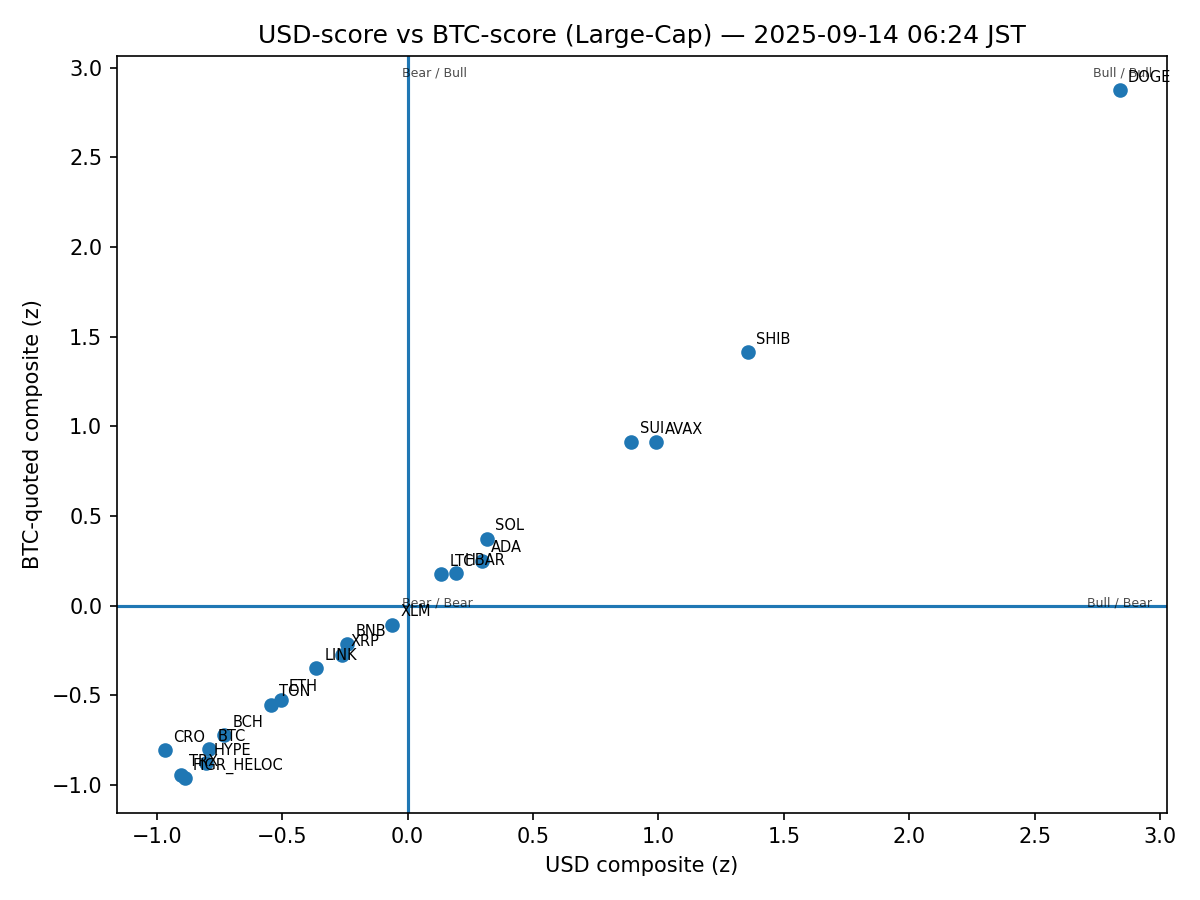 USD-score vs BTC-score (Large-Cap) — 2025-09-14 06:24 JST
BTC-quoted composite (z)
3.0
2.5
2.0
1.5
1.0
0.5
0.0
−0.5
−1.0
Bear / Bull
Bull / Bull
DOGE
SHIB
SUI
AVAX
SOL
ADA
LTC
HBAR
Bear / Bear
Bull / Bear
XLM
BNB
XRP
LINK
ETH
TON
BCH
CRO
BTC
HYPE
TRX
FIGR_HELOC
−1.0
−0.5
0.0
0.5
1.0
1.5
2.0
2.5
3.0
USD composite (z)